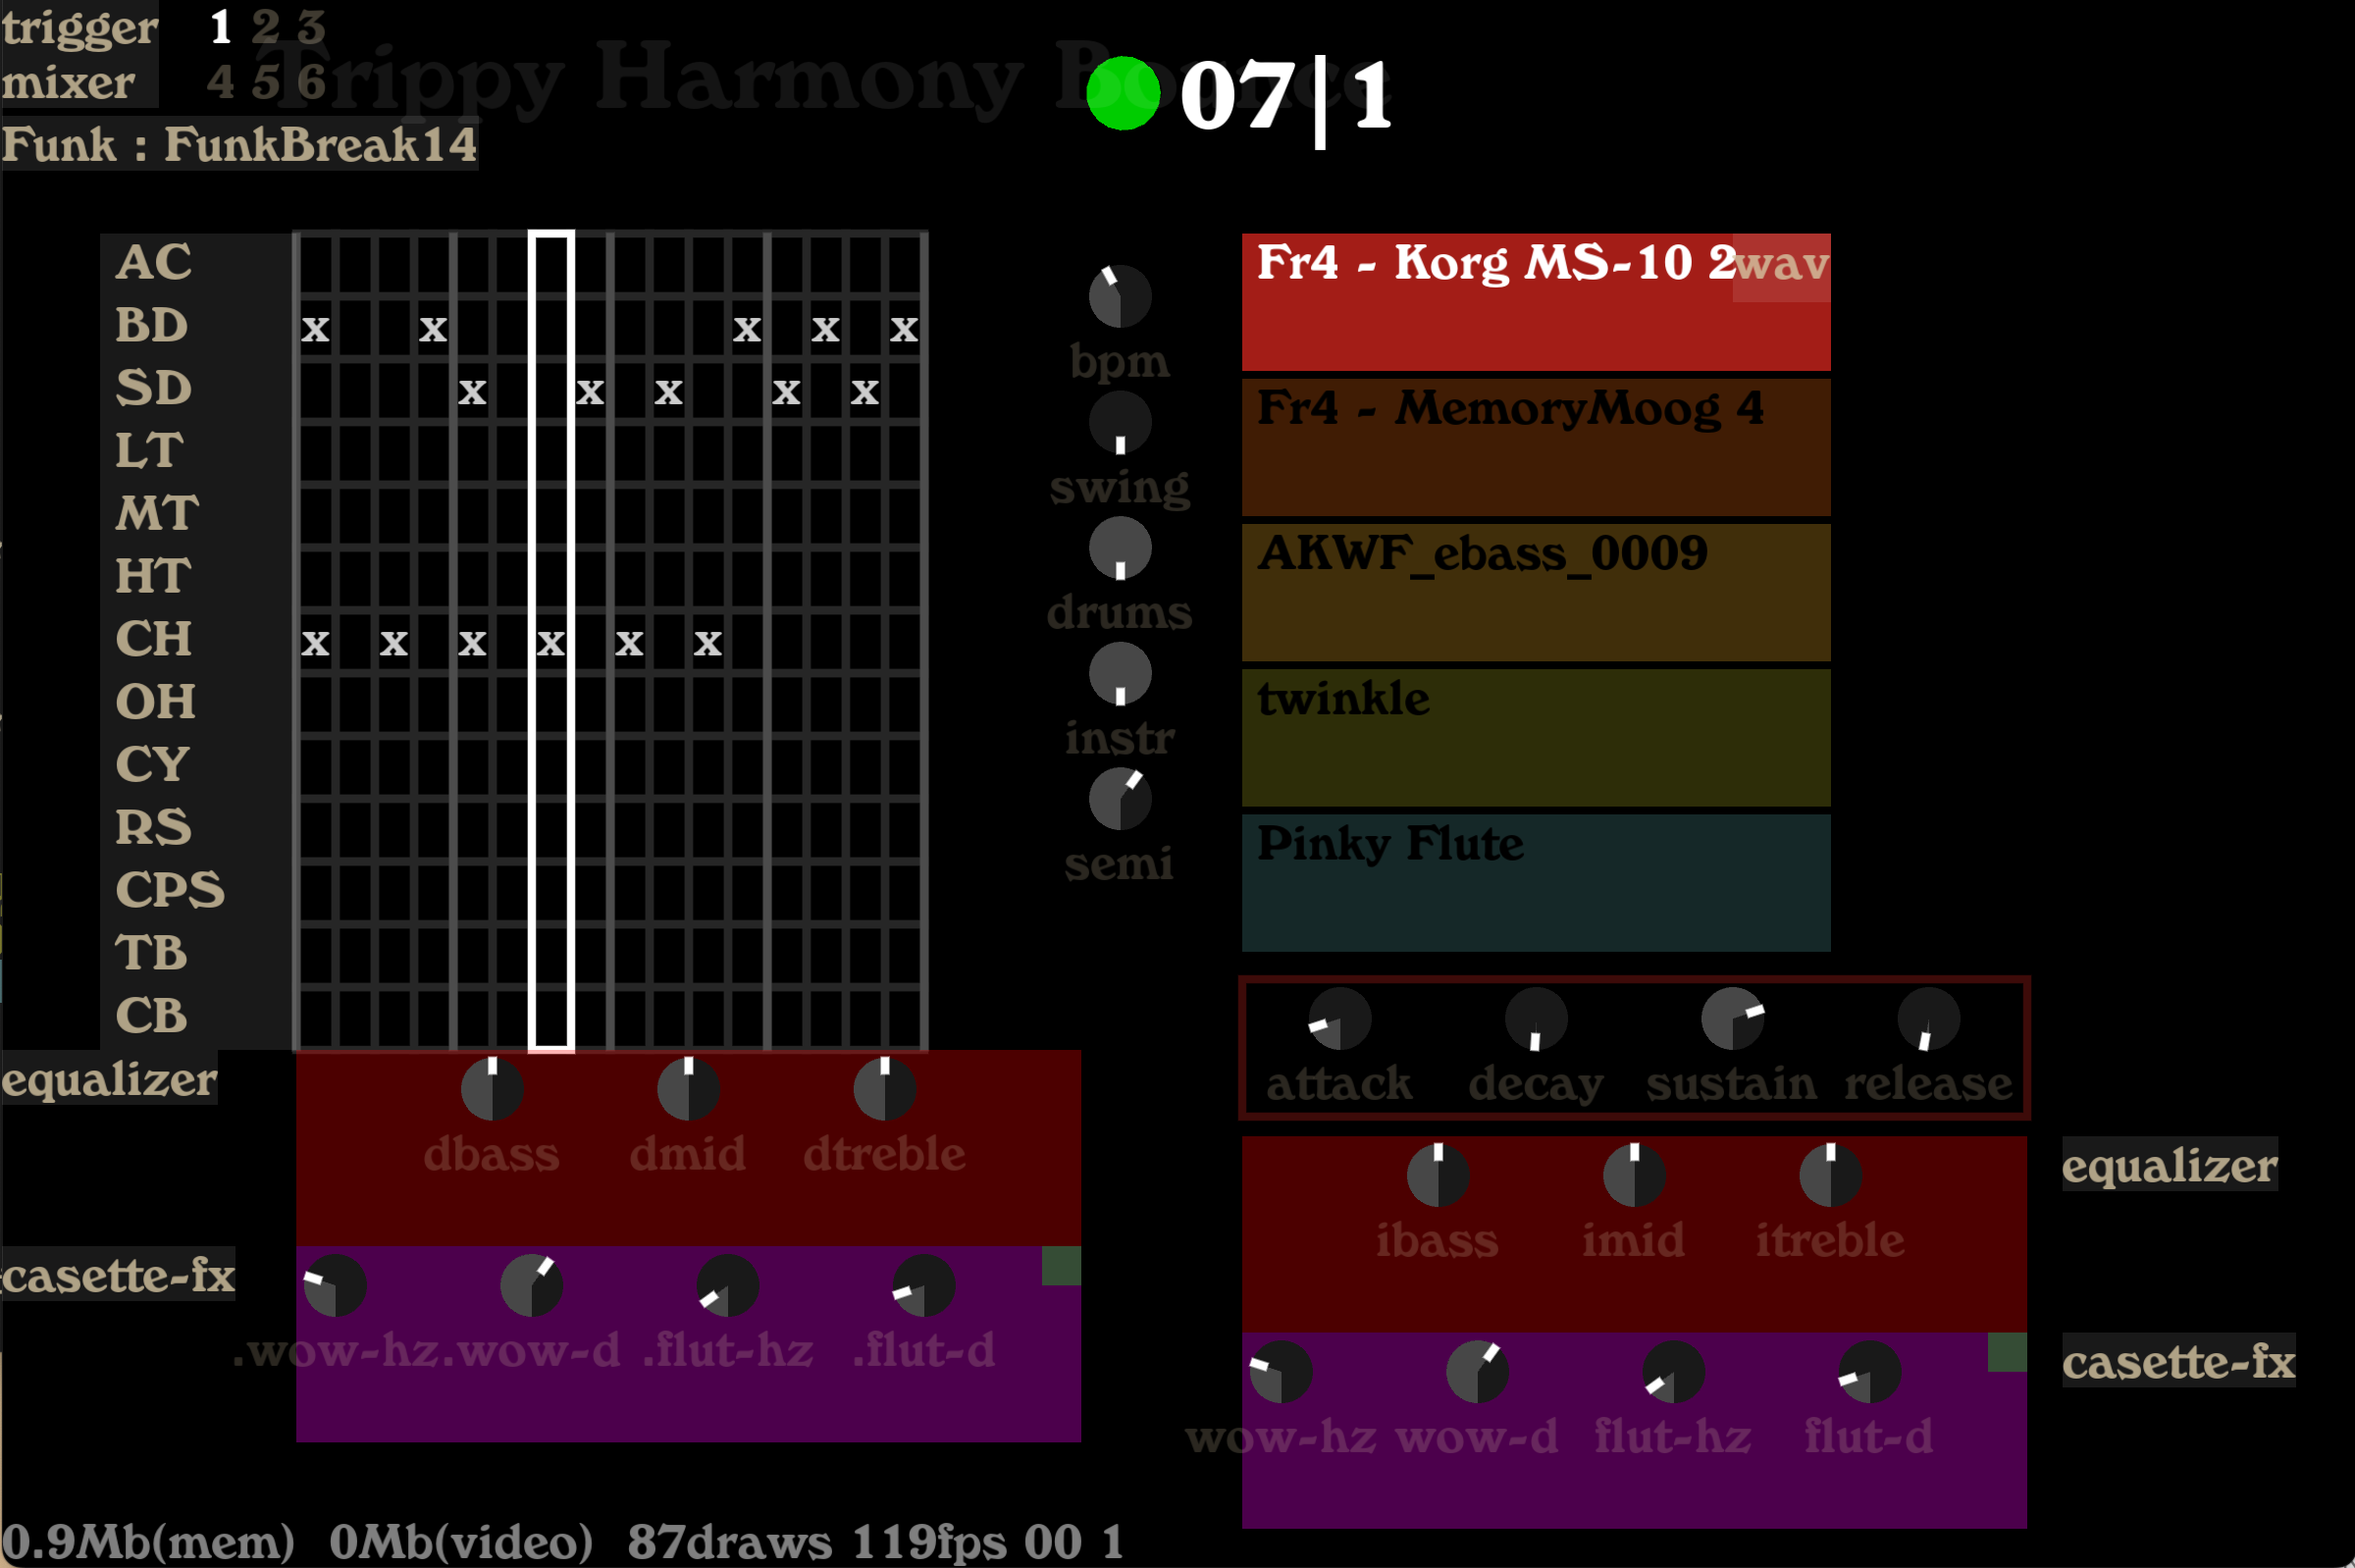 trigger 1 2 3
Trippy Harmony Bounce
07|1
mixer 4 5 6
Funk : FunkBreak14
AC
BD x x x x x
SD x x x x x
LT
MT
HT
CH x x x x x x
OH
CY
RS
CPS
TB
CB
bpm
swing
drums
instr
semi
Fr4 - Korg MS-10 2
wav
Fr4 - MemoryMoog 4
AKWF_ebass_0009
twinkle
Pinky Flute
attack decay sustain release
equalizer
dbass dmid dtreble
casette-fx
.wow-hz .wow-d .flut-hz .flut-d
equalizer
ibass imid itreble
casette-fx
wow-hz wow-d flut-hz flut-d
0.9Mb(mem) 0Mb(video) 87draws 119fps 00 1